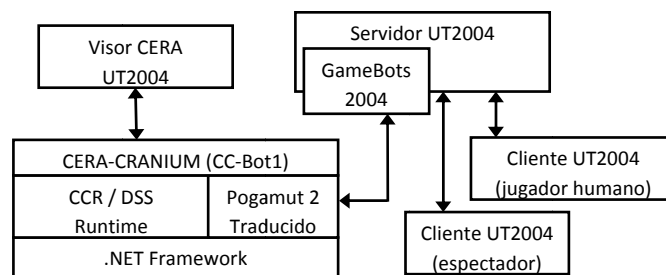 Visor CERA
UT2004
Servidor UT2004
GameBots
2004
CERA-CRANIUM (CC-Bot1)
CCR / DSS
Runtime
Pogamut 2
Traducido
.NET Framework
Cliente UT2004
(jugador humano)
Cliente UT2004
(espectador)